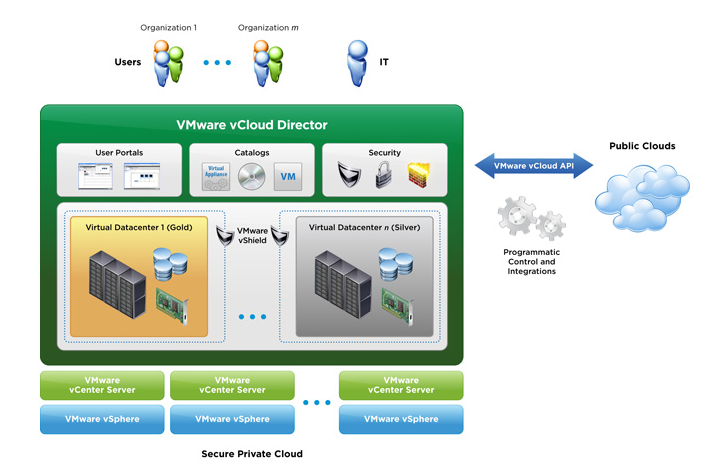 Organization 1
Organization m
Users
IT
VMware vCloud Director
User Portals
Catalogs
Security
Virtual
Appliance
VM
VMware vCloud API
Public Clouds
Programmatic
Control and
Integrations
Virtual Datacenter 1 (Gold)
VMware
vShield
Virtual Datacenter n (Silver)
VMware
vCenter Server
VMware
vCenter Server
VMware
vCenter Server
VMware vSphere
VMware vSphere
VMware vSphere
Secure Private Cloud